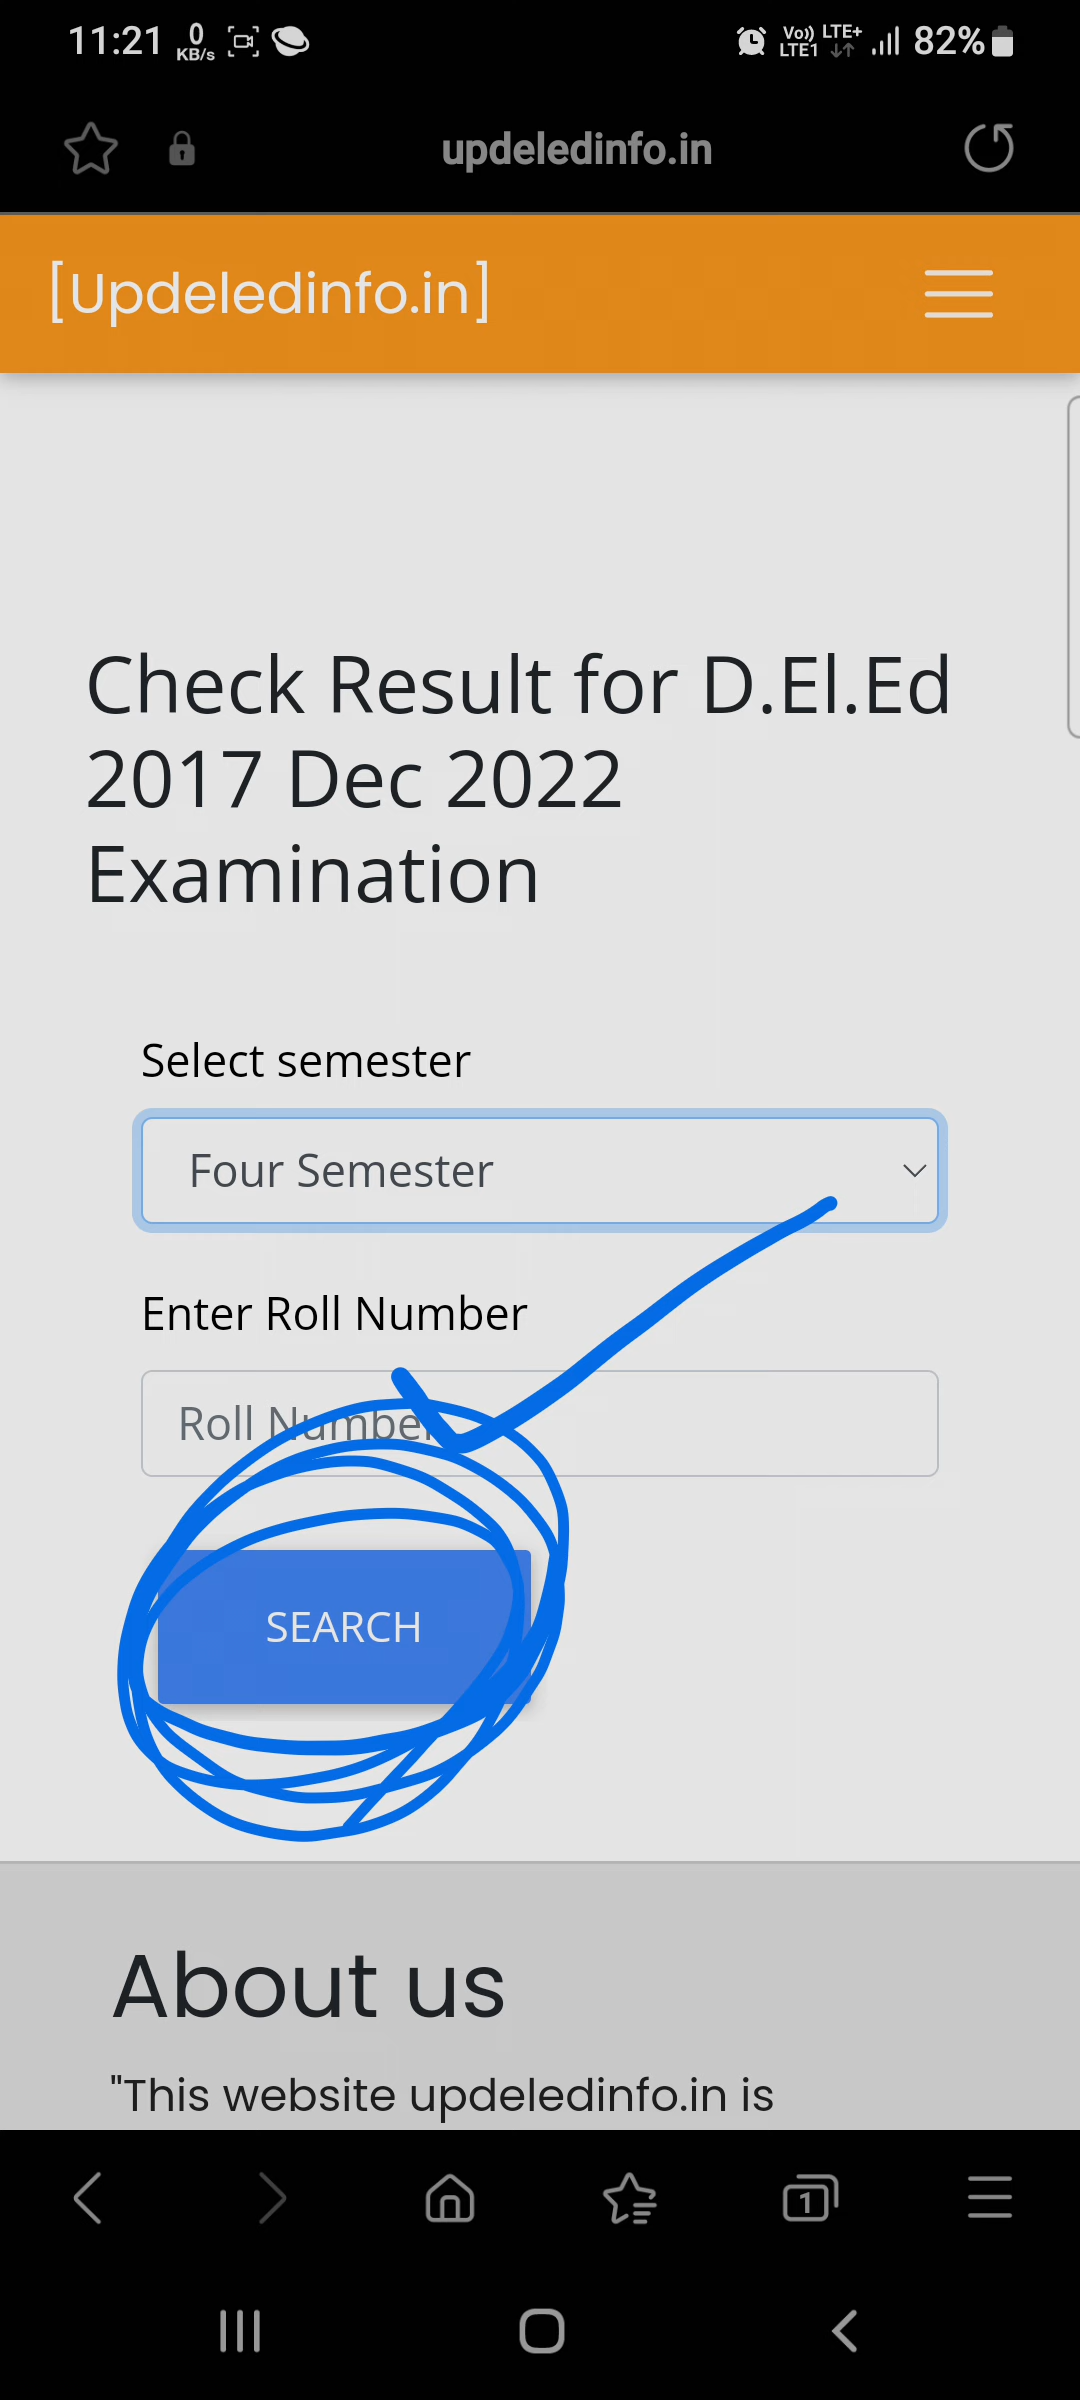 11:21 0 KB/s Vo)) LTE1 LTE+ 82%
updeledinfo.in
[Updeledinfo.in]
Check Result for D.El.Ed
2017 Dec 2022
Examination
Select semester
Four Semester
Enter Roll Number
Roll Number
SEARCH
About us
"This website updeledinfo.in is
1